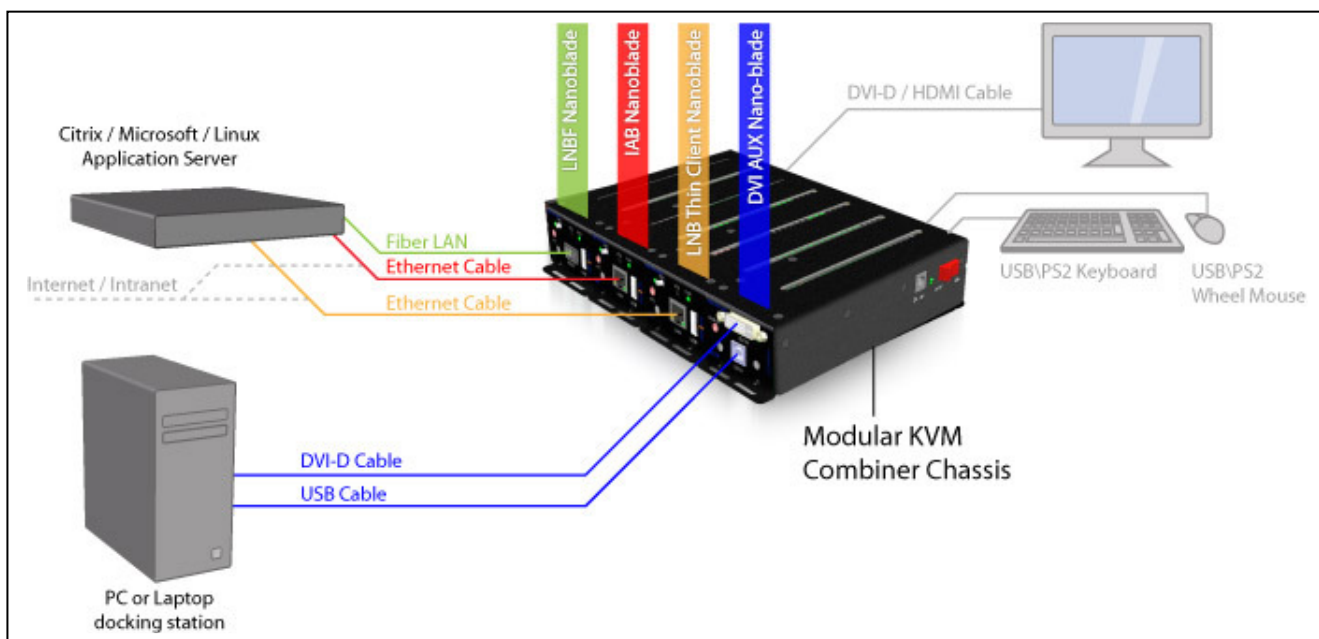 LNBF Nanoblade
IAB Nanoblade
LNB Thin Client Nanoblade
DVI AUX Nano-blade
DVI-D / HDMI Cable
Citrix / Microsoft / Linux
Application Server
Fiber LAN
Ethernet Cable
Internet / Intranet
Ethernet Cable
USB\PS2 Keyboard
USB\PS2
Wheel Mouse
Modular KVM
Combiner Chassis
DVI-D Cable
USB Cable
PC or Laptop
docking station